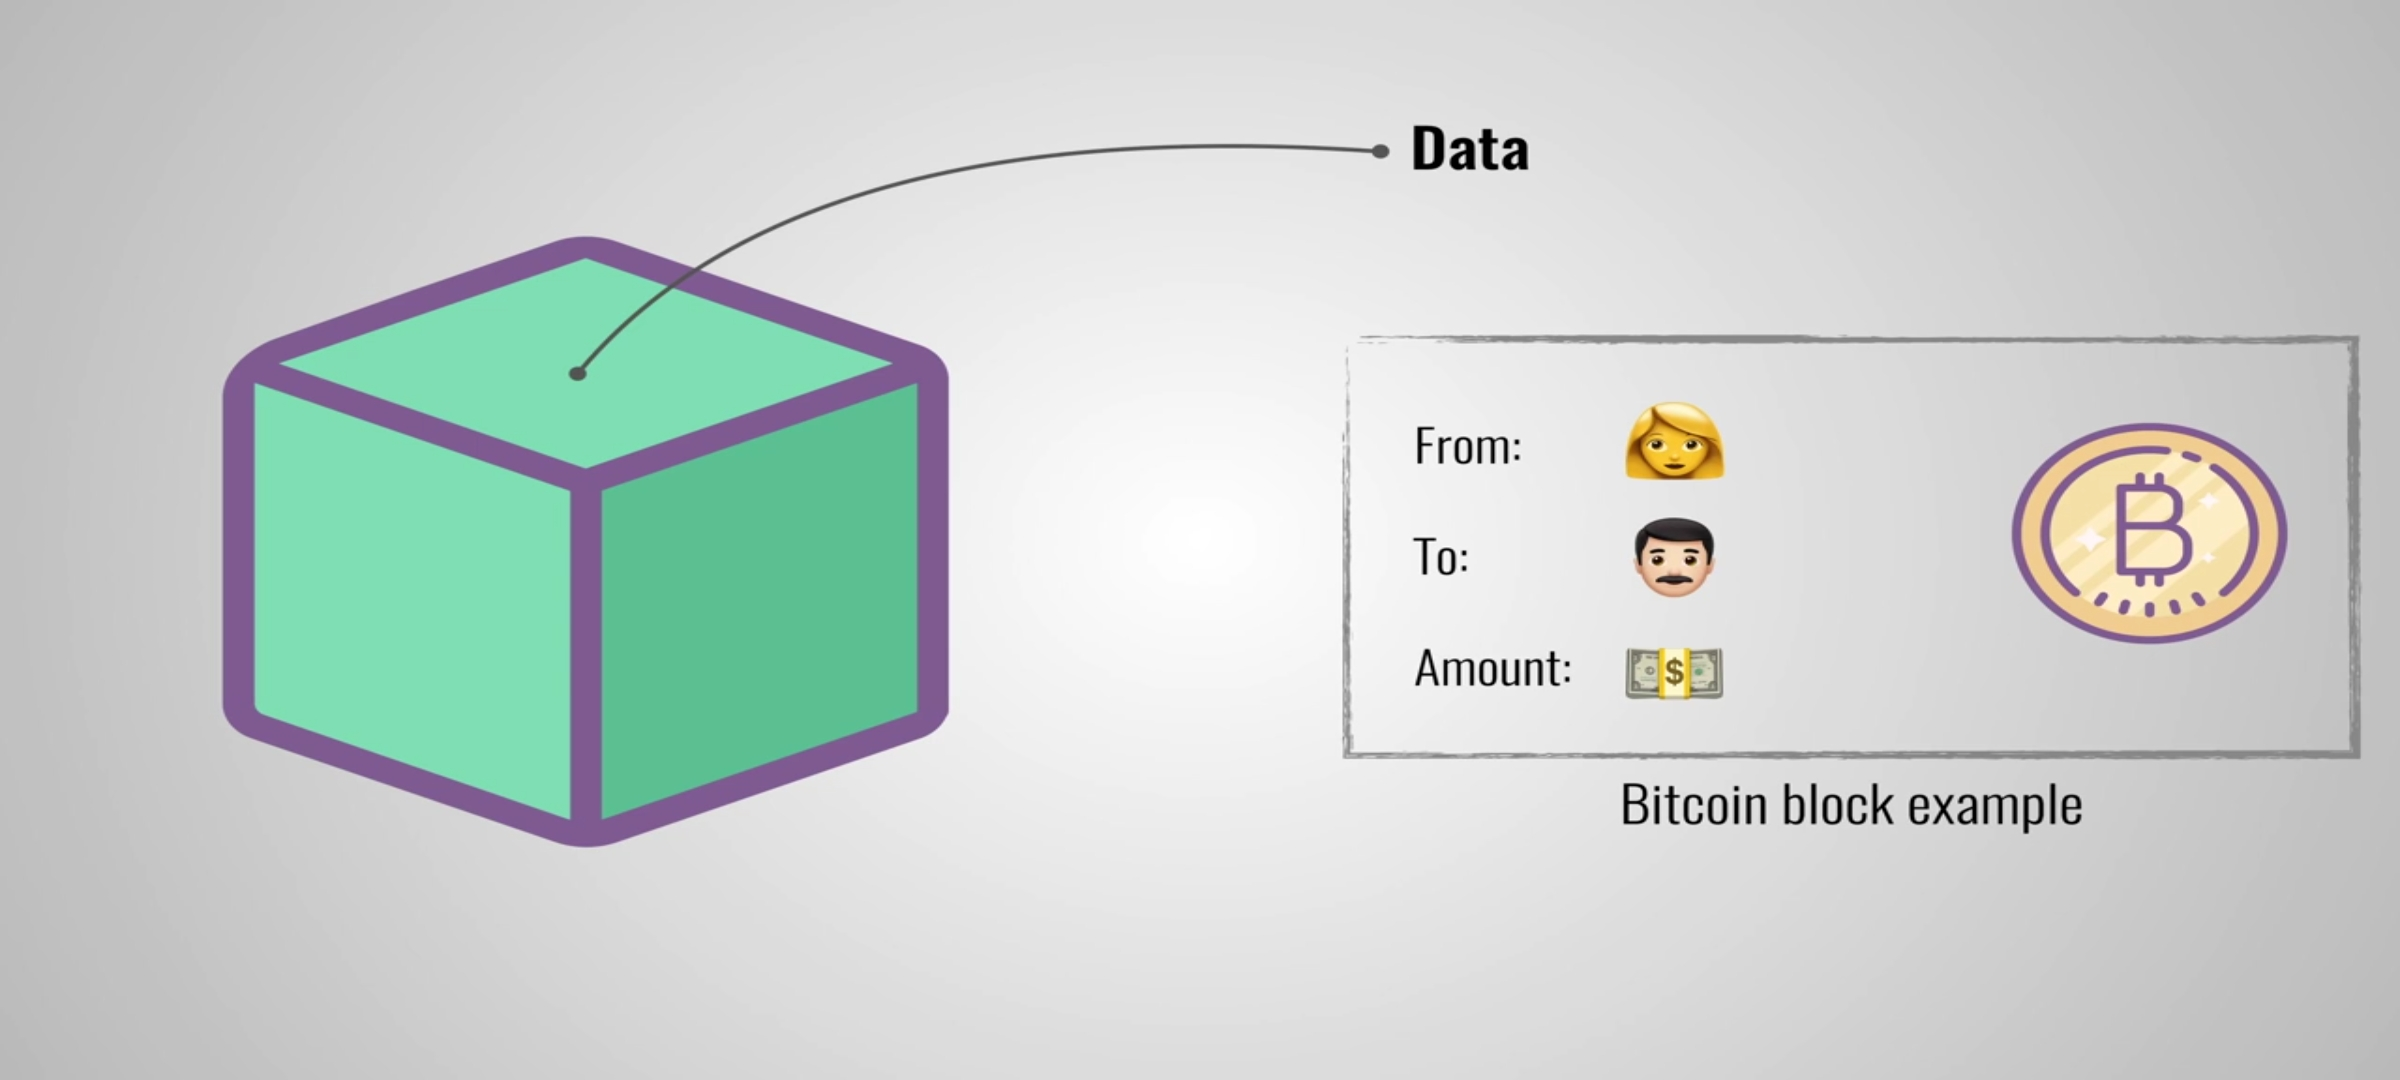 Data
From:
To:
Amount:
Bitcoin block example